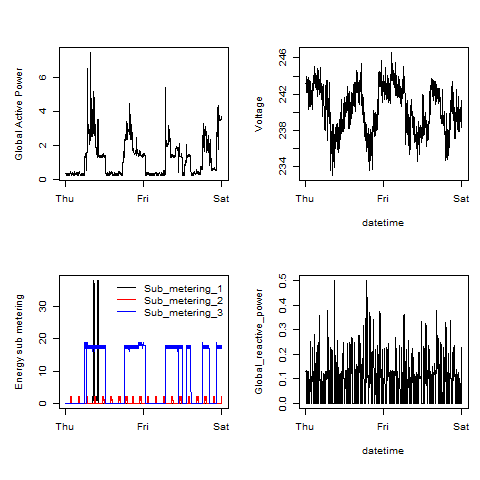 Global Active Power
0 2 4 6
Thu Fri Sat
Voltage
234 238 242 246
Thu Fri Sat
datetime
Energy sub metering
0 10 20 30
Sub_metering_1
Sub_metering_2
Sub_metering_3
Thu Fri Sat
Global_reactive_power
0.0 0.1 0.2 0.3 0.4 0.5
Thu Fri Sat
datetime